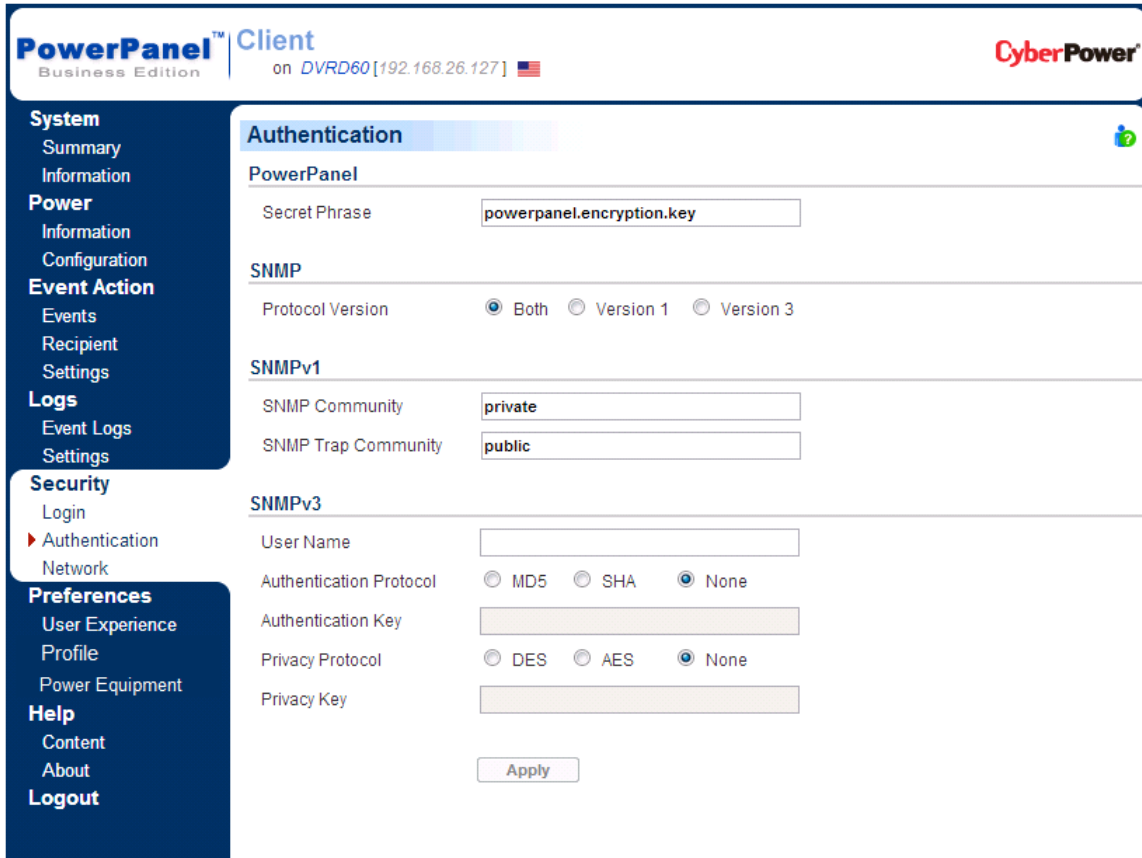 PowerPanel™ Client
Business Edition
on DVRD60 [192.168.26.127]
CyberPower
System
Summary
Information
Power
Information
Configuration
Event Action
Events
Recipient
Settings
Logs
Event Logs
Settings
Security
Login
Authentication
Network
Preferences
User Experience
Profile
Power Equipment
Help
Content
About
Logout
Authentication
PowerPanel
Secret Phrase powerpanel.encryption.key
SNMP
Protocol Version Both Version 1 Version 3
SNMPv1
SNMP Community private
SNMP Trap Community public
SNMPv3
User Name
Authentication Protocol MD5 SHA None
Authentication Key
Privacy Protocol DES AES None
Privacy Key
Apply